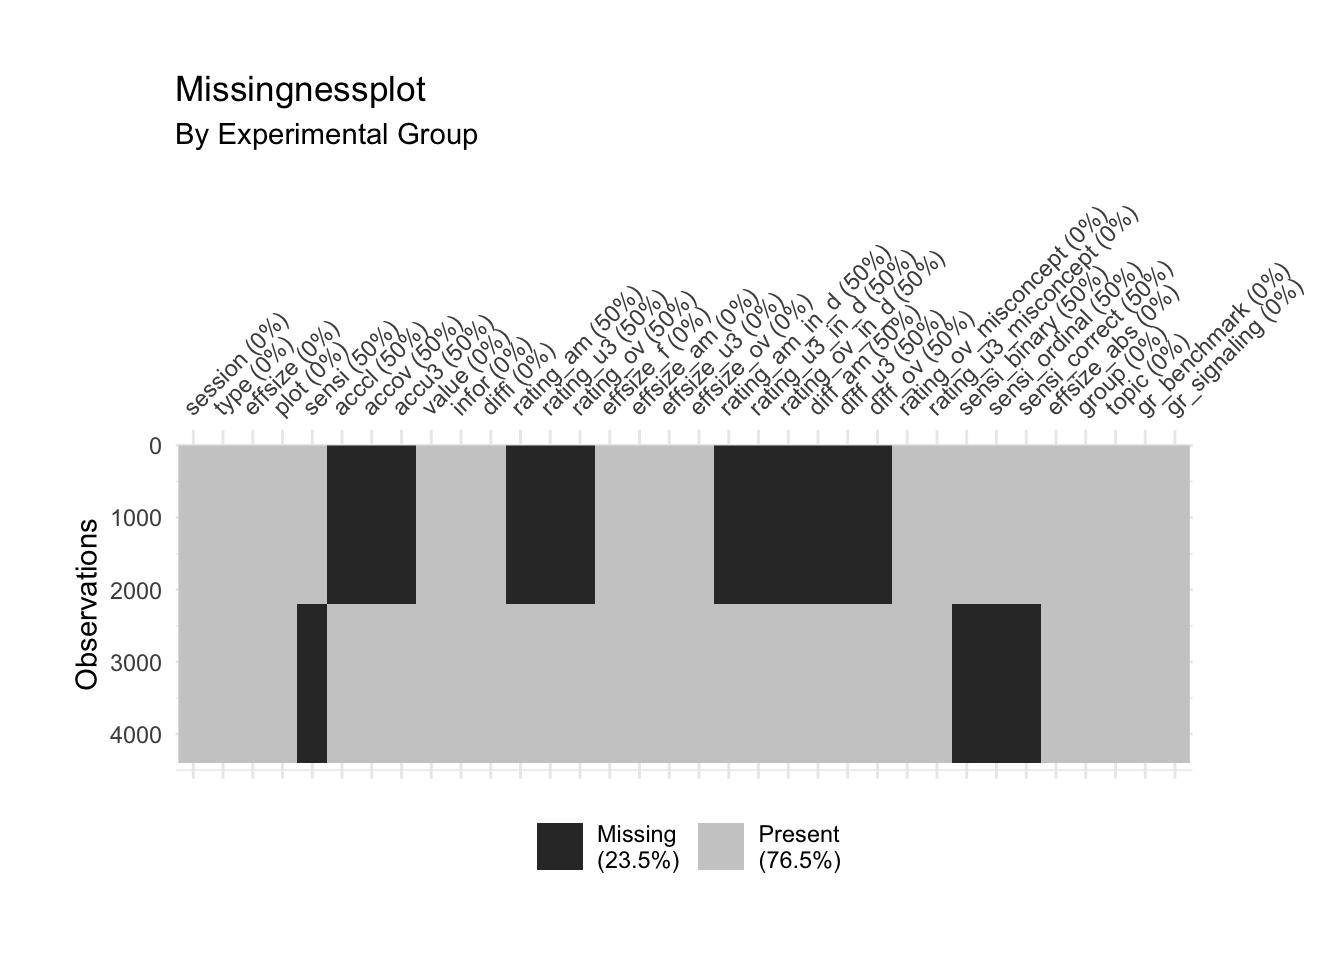 Missingnessplot
By Experimental Group
session (0%)
type (0%)
effsize (0%)
plot (0%)
sensi (50%)
accl (50%)
accov (50%)
accu3 (50%)
value (0%)
infor (0%)
diffi (0%)
rating_am (50%)
rating_u3 (50%)
rating_ov (50%)
effsize_f (0%)
effsize_am (0%)
effsize_u3 (0%)
effsize_ov (0%)
rating_am_in_d (50%)
rating_u3_in_d (50%)
rating_ov_in_d (50%)
diff_am (50%)
diff_u3 (50%)
diff_ov (50%)
rating_ov_misconcept (0%)
rating_u3_misconcept (0%)
sensi_binary (50%)
sensi_ordinal (50%)
sensi_correct (50%)
effsize_abs (0%)
group (0%)
topic (0%)
gr_benchmark (0%)
gr_signaling (0%)
0
1000
2000
3000
4000
Observations
Missing
(23.5%)
Present
(76.5%)